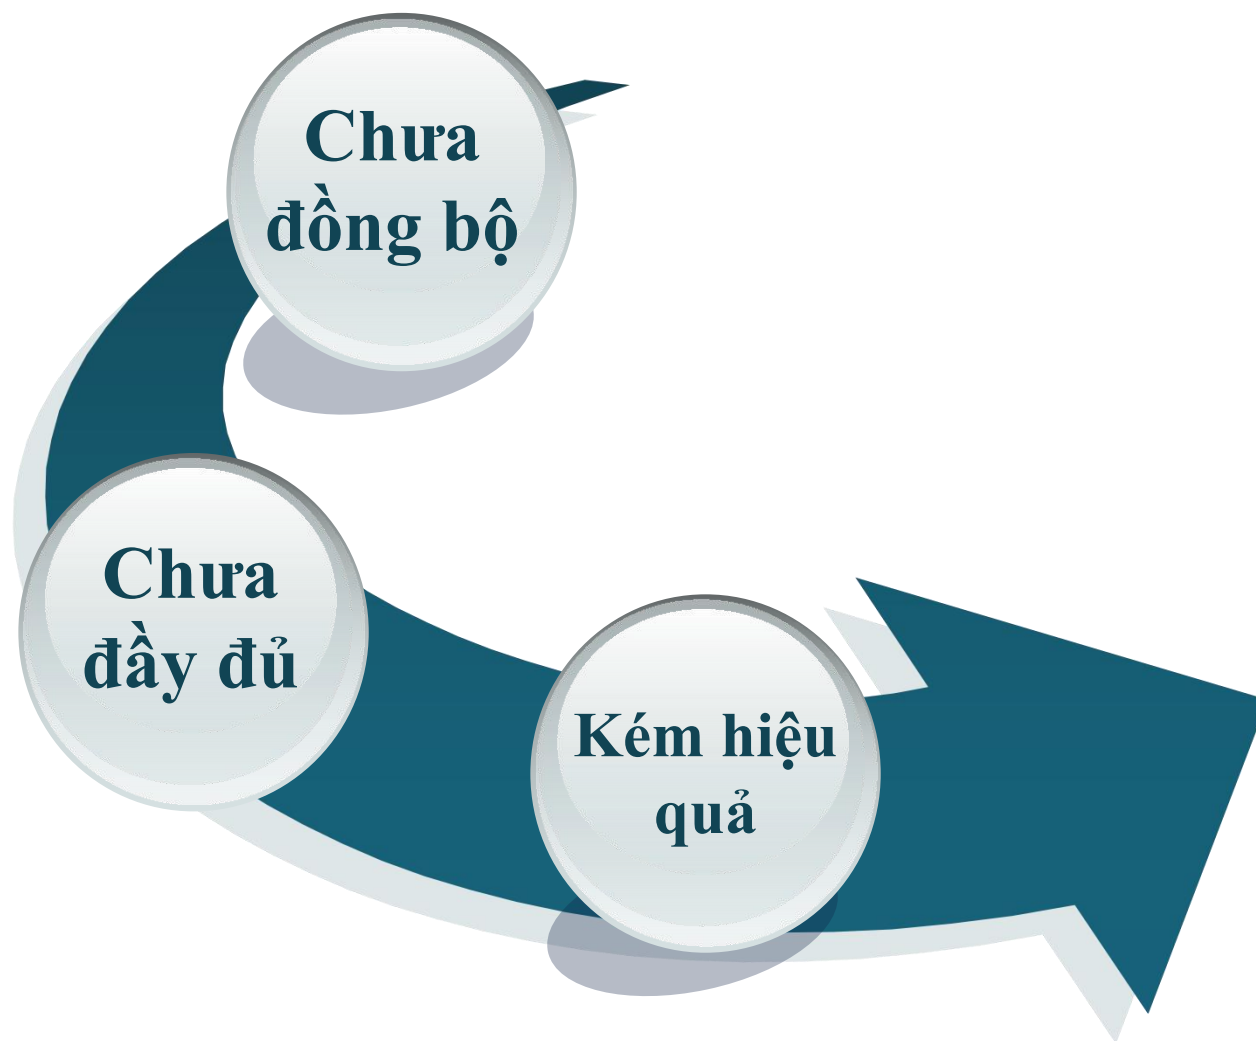 Chưa
đồng bộ
Chưa
đầy đủ
Kém hiệu
quả